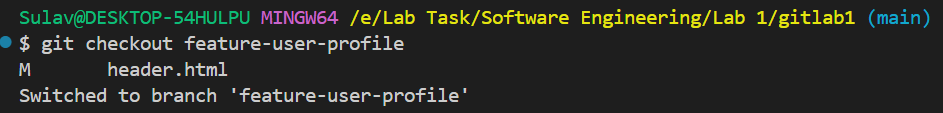 Sulav@DESKTOP-54HULPU MINGW64 /e/Lab Task/Software Engineering/Lab 1/gitlab1 (main)
$ git checkout feature-user-profile
M       header.html
Switched to branch 'feature-user-profile'